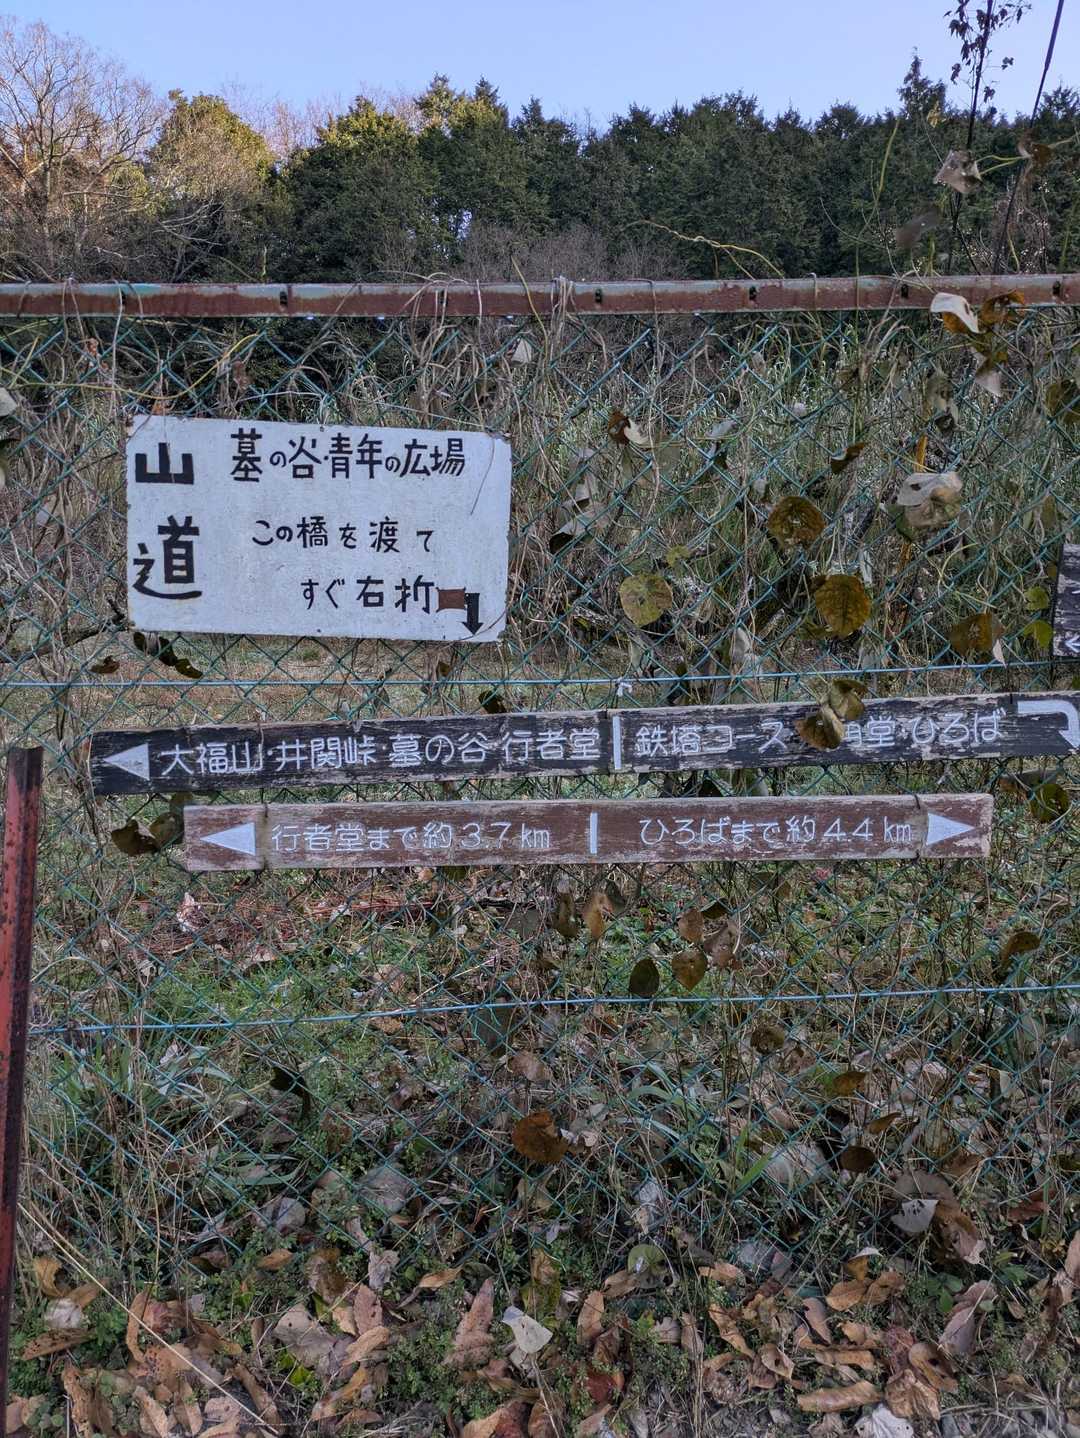 山道
墓の谷・青年の広場
この橋を渡て
すぐ右折
大福山・井関峠・墓の谷・行者堂 鉄塔コース 堂・ひろば
行者堂まで約3.7km ひろばまで約4.4km